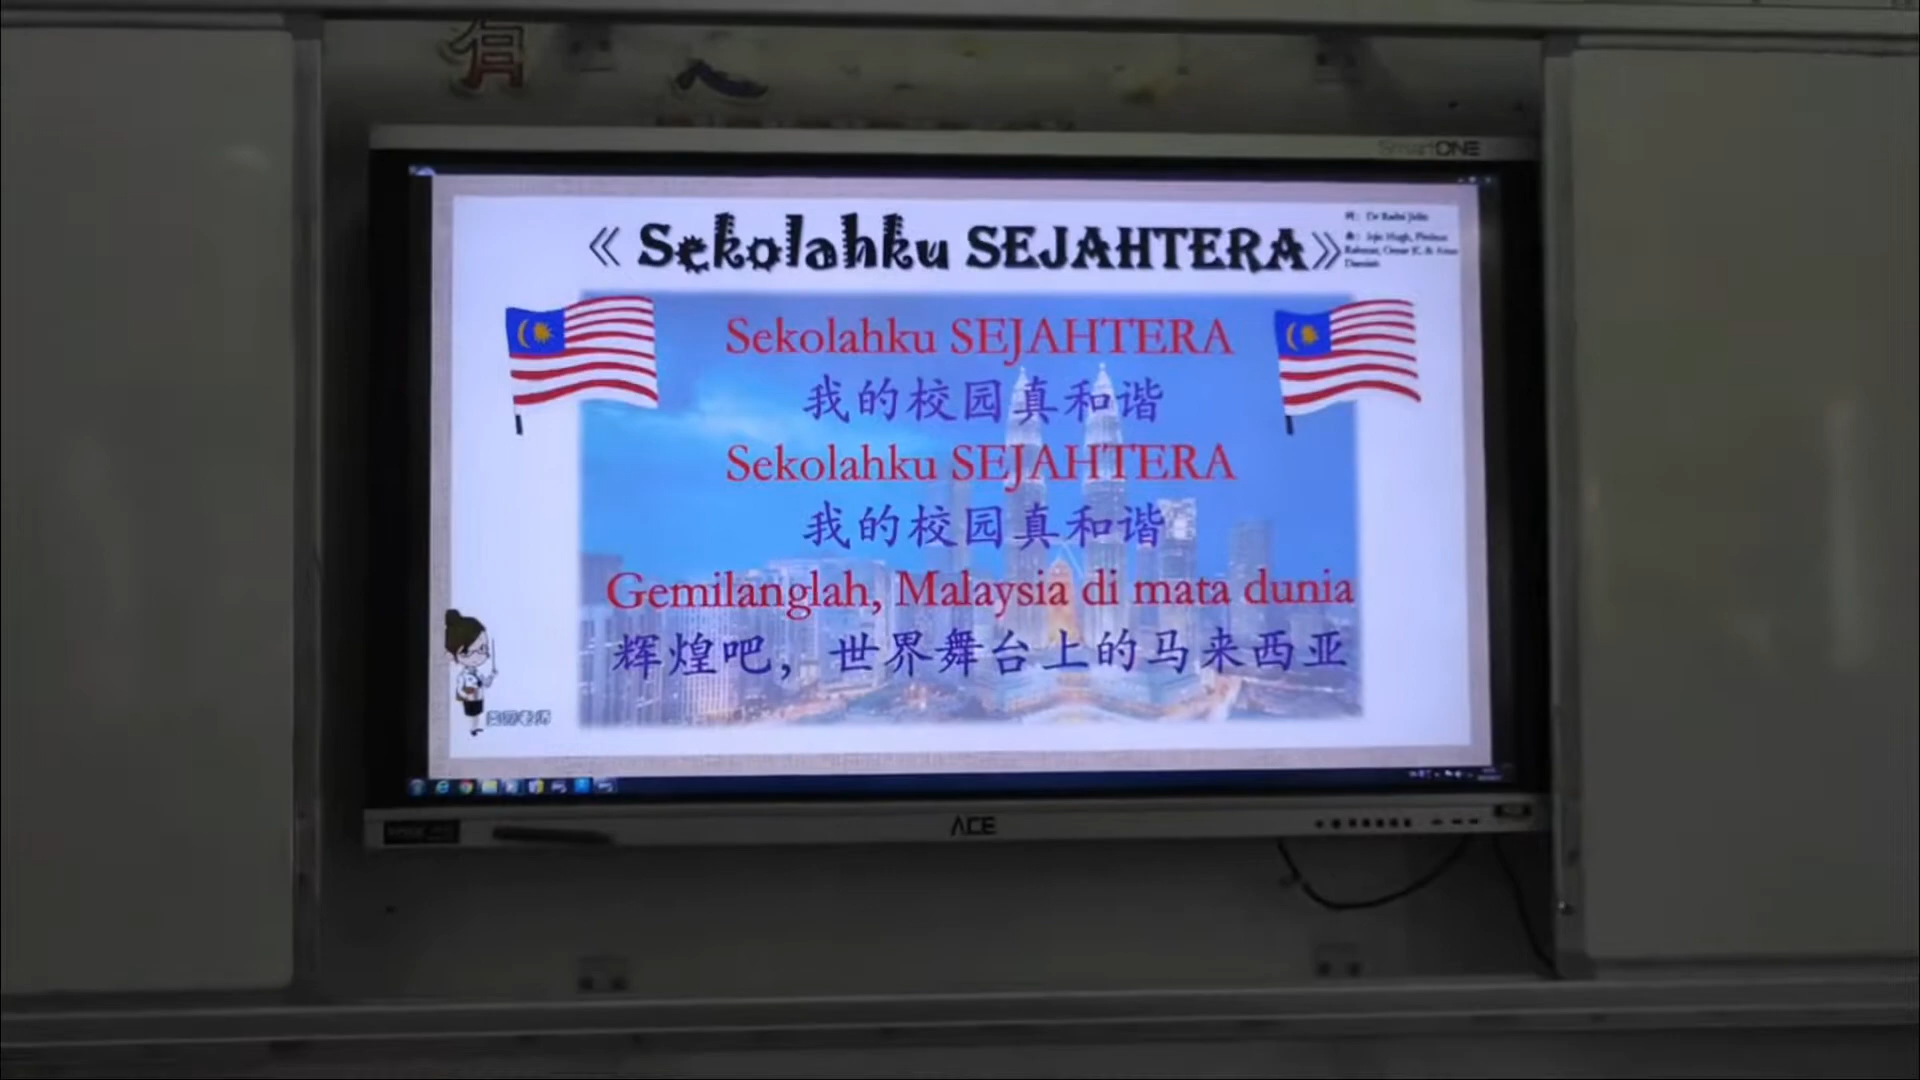 SmartONE
《Sekolahku SEJAHTERA》
Sekolahku SEJAHTERA
我的校园真和谐
Sekolahku SEJAHTERA
我的校园真和谐
Gemilanglah, Malaysia di mata dunia
辉煌吧，世界舞台上的马来西亚
ACE